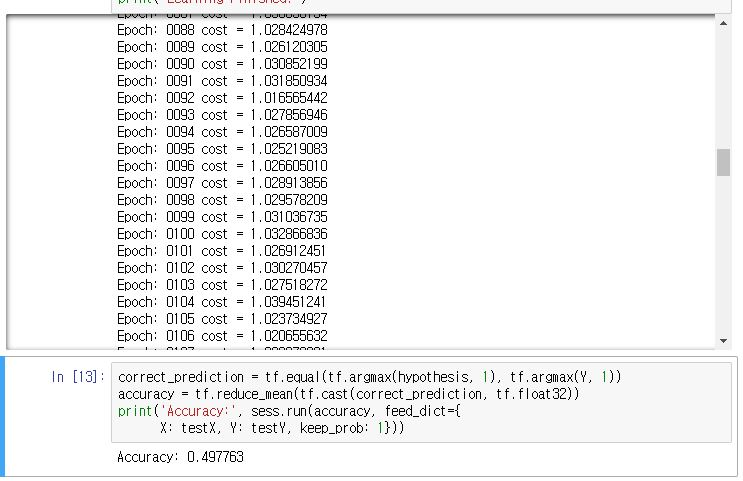 print('Learning Finished!')
Epoch: 0088 cost = 1.028424978
Epoch: 0089 cost = 1.026120305
Epoch: 0090 cost = 1.030852199
Epoch: 0091 cost = 1.031850934
Epoch: 0092 cost = 1.016565442
Epoch: 0093 cost = 1.027856946
Epoch: 0094 cost = 1.026587009
Epoch: 0095 cost = 1.025219083
Epoch: 0096 cost = 1.026605010
Epoch: 0097 cost = 1.028913856
Epoch: 0098 cost = 1.029578209
Epoch: 0099 cost = 1.031036735
Epoch: 0100 cost = 1.032866836
Epoch: 0101 cost = 1.026912451
Epoch: 0102 cost = 1.030270457
Epoch: 0103 cost = 1.027518272
Epoch: 0104 cost = 1.039451241
Epoch: 0105 cost = 1.023734927
Epoch: 0106 cost = 1.020655632
In [13]: correct_prediction = tf.equal(tf.argmax(hypothesis, 1), tf.argmax(Y, 1))
accuracy = tf.reduce_mean(tf.cast(correct_prediction, tf.float32))
print('Accuracy:', sess.run(accuracy, feed_dict={
X: testX, Y: testY, keep_prob: 1}))
Accuracy: 0.497763